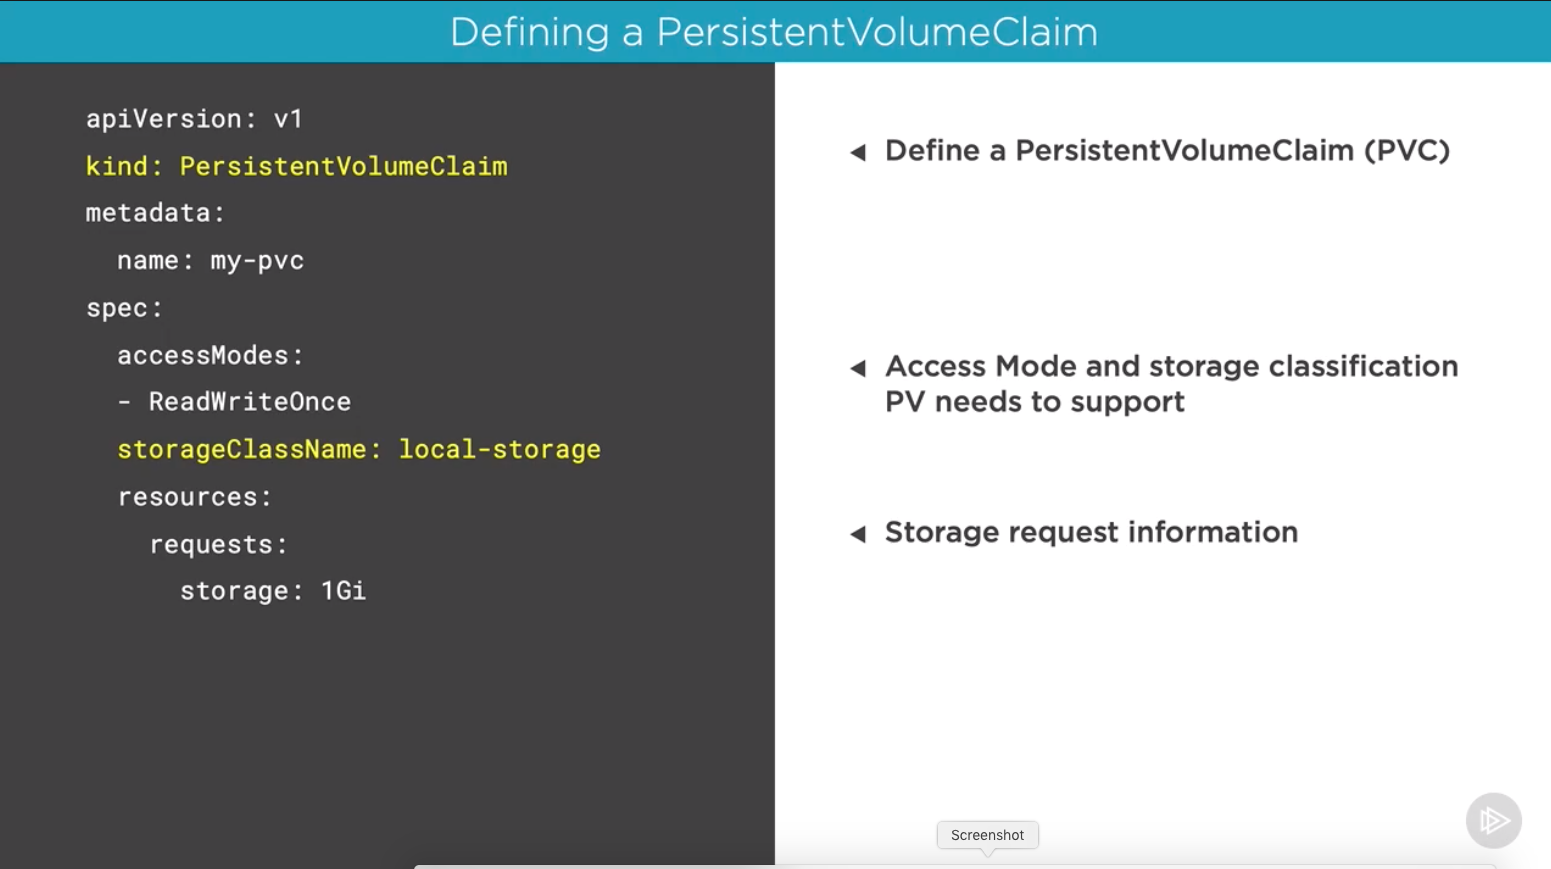 Defining a PersistentVolumeClaim
apiVersion: v1
kind: PersistentVolumeClaim
metadata:
  name: my-pvc
spec:
  accessModes:
  - ReadWriteOnce
  storageClassName: local-storage
  resources:
    requests:
      storage: 1Gi
Define a PersistentVolumeClaim (PVC)
Access Mode and storage classification
PV needs to support
Storage request information
Screenshot